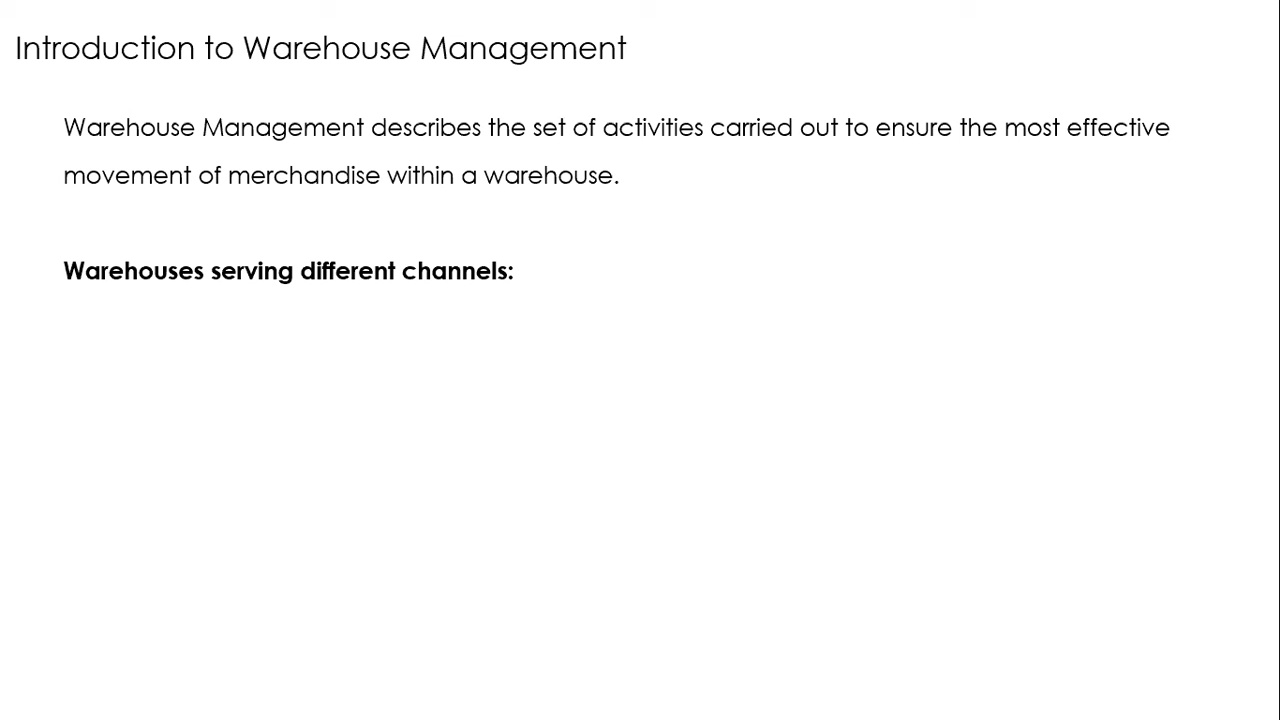 Introduction to Warehouse Management
Warehouse Management describes the set of activities carried out to ensure the most effective
movement of merchandise within a warehouse.
Warehouses serving different channels: